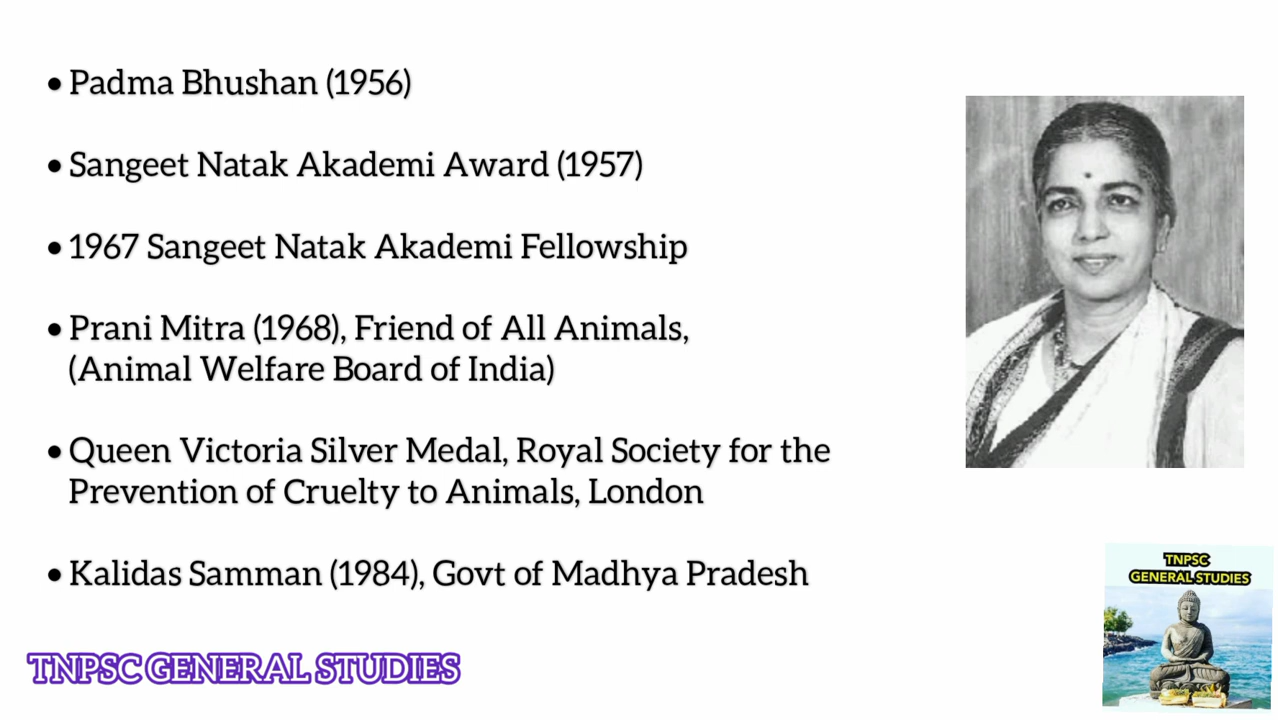 • Padma Bhushan (1956)
• Sangeet Natak Akademi Award (1957)
• 1967 Sangeet Natak Akademi Fellowship
• Prani Mitra (1968), Friend of All Animals,
(Animal Welfare Board of India)
• Queen Victoria Silver Medal, Royal Society for the
Prevention of Cruelty to Animals, London
• Kalidas Samman (1984), Govt of Madhya Pradesh
TNPSC GENERAL STUDIES
TNPSC
GENERAL STUDIES